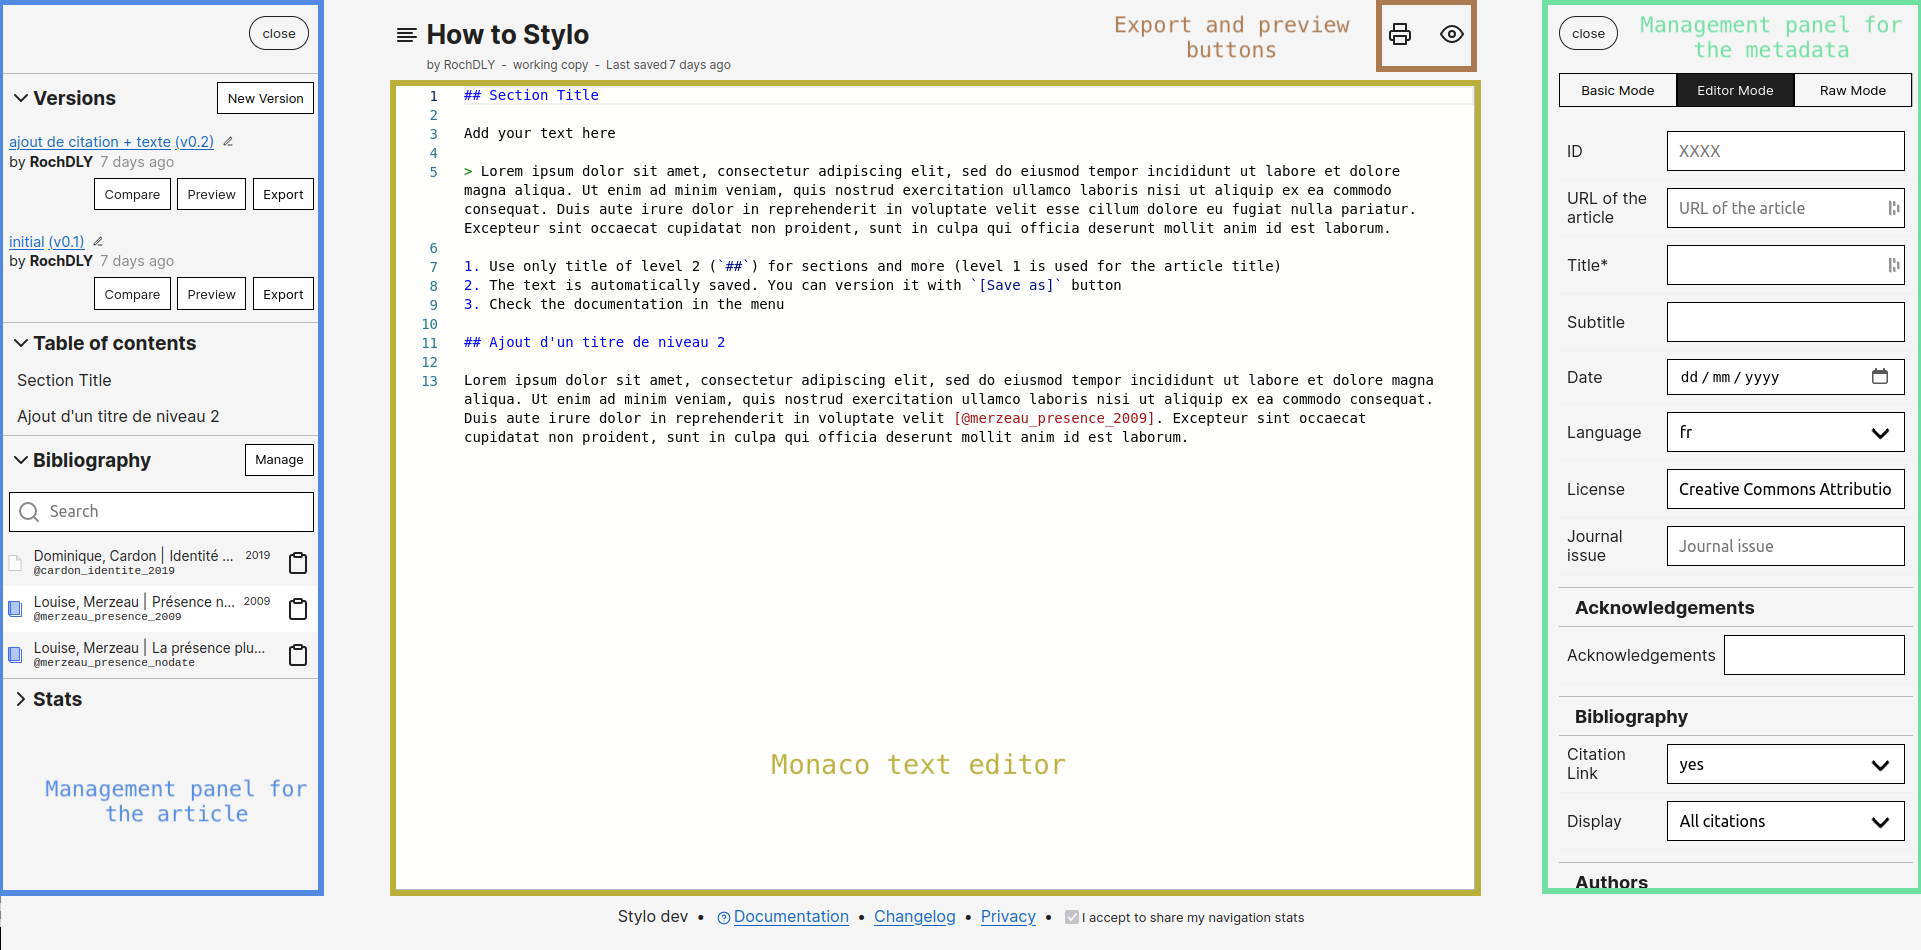 close
Versions
New Version
ajout de citation + texte (v0.2)
by RochDLY 7 days ago
Compare Preview Export
initial (v0.1)
by RochDLY 7 days ago
Compare Preview Export
Table of contents
Section Title
Ajout d'un titre de niveau 2
Bibliography
Manage
Search
Dominique, Cardon | Identité ... 2019
@cardon_identite_2019
Louise, Merzeau | Présence n... 2009
@merzeau_presence_2009
Louise, Merzeau | La présence plu...
@merzeau_presence_nodate
Stats
Management panel for
the article
How to Stylo
by RochDLY - working copy - Last saved 7 days ago
Export and preview
buttons
1 ## Section Title
2
3 Add your text here
4
5 > Lorem ipsum dolor sit amet, consectetur adipiscing elit, sed do eiusmod tempor incididunt ut labore et dolore
magna aliqua. Ut enim ad minim veniam, quis nostrud exercitation ullamco laboris nisi ut aliquip ex ea commodo
consequat. Duis aute irure dolor in reprehenderit in voluptate velit esse cillum dolore eu fugiat nulla pariatur.
Excepteur sint occaecat cupidatat non proident, sunt in culpa qui officia deserunt mollit anim id est laborum.
6
7 1. Use only title of level 2 (`##`) for sections and more (level 1 is used for the article title)
8 2. The text is automatically saved. You can version it with `[Save as]` button
9 3. Check the documentation in the menu
10
11 ## Ajout d'un titre de niveau 2
12
13 Lorem ipsum dolor sit amet, consectetur adipiscing elit, sed do eiusmod tempor incididunt ut labore et dolore magna
aliqua. Ut enim ad minim veniam, quis nostrud exercitation ullamco laboris nisi ut aliquip ex ea commodo consequat.
Duis aute irure dolor in reprehenderit in voluptate velit [@merzeau_presence_2009]. Excepteur sint occaecat
cupidatat non proident, sunt in culpa qui officia deserunt mollit anim id est laborum.
Monaco text editor
close
Management panel for
the metadata
Basic Mode Editor Mode Raw Mode
ID XXXX
URL of the
article
URL of the article
Title*
Subtitle
Date dd / mm / yyyy
Language fr
License Creative Commons Attributio
Journal
issue
Journal issue
Acknowledgements
Acknowledgements
Bibliography
Citation
Link
yes
Display All citations
Authors
Stylo dev • Documentation • Changelog • Privacy • I accept to share my navigation stats